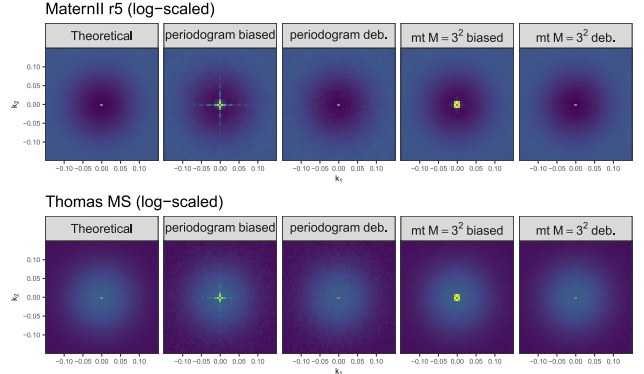 MaternII r5 (log−scaled)
Theoretical periodogram biased periodogram deb. mt M = 3² biased mt M = 3² deb.
0.10
0.05
0.00
−0.05
−0.10
k₂
−0.10 −0.05 0.00 0.05 0.10 −0.10 −0.05 0.00 0.05 0.10 −0.10 −0.05 0.00 0.05 0.10 −0.10 −0.05 0.00 0.05 0.10 −0.10 −0.05 0.00 0.05 0.10
k₁
Thomas MS (log−scaled)
Theoretical periodogram biased periodogram deb. mt M = 3² biased mt M = 3² deb.
0.10
0.05
0.00
−0.05
−0.10
k₂
−0.10 −0.05 0.00 0.05 0.10 −0.10 −0.05 0.00 0.05 0.10 −0.10 −0.05 0.00 0.05 0.10 −0.10 −0.05 0.00 0.05 0.10 −0.10 −0.05 0.00 0.05 0.10
k₁